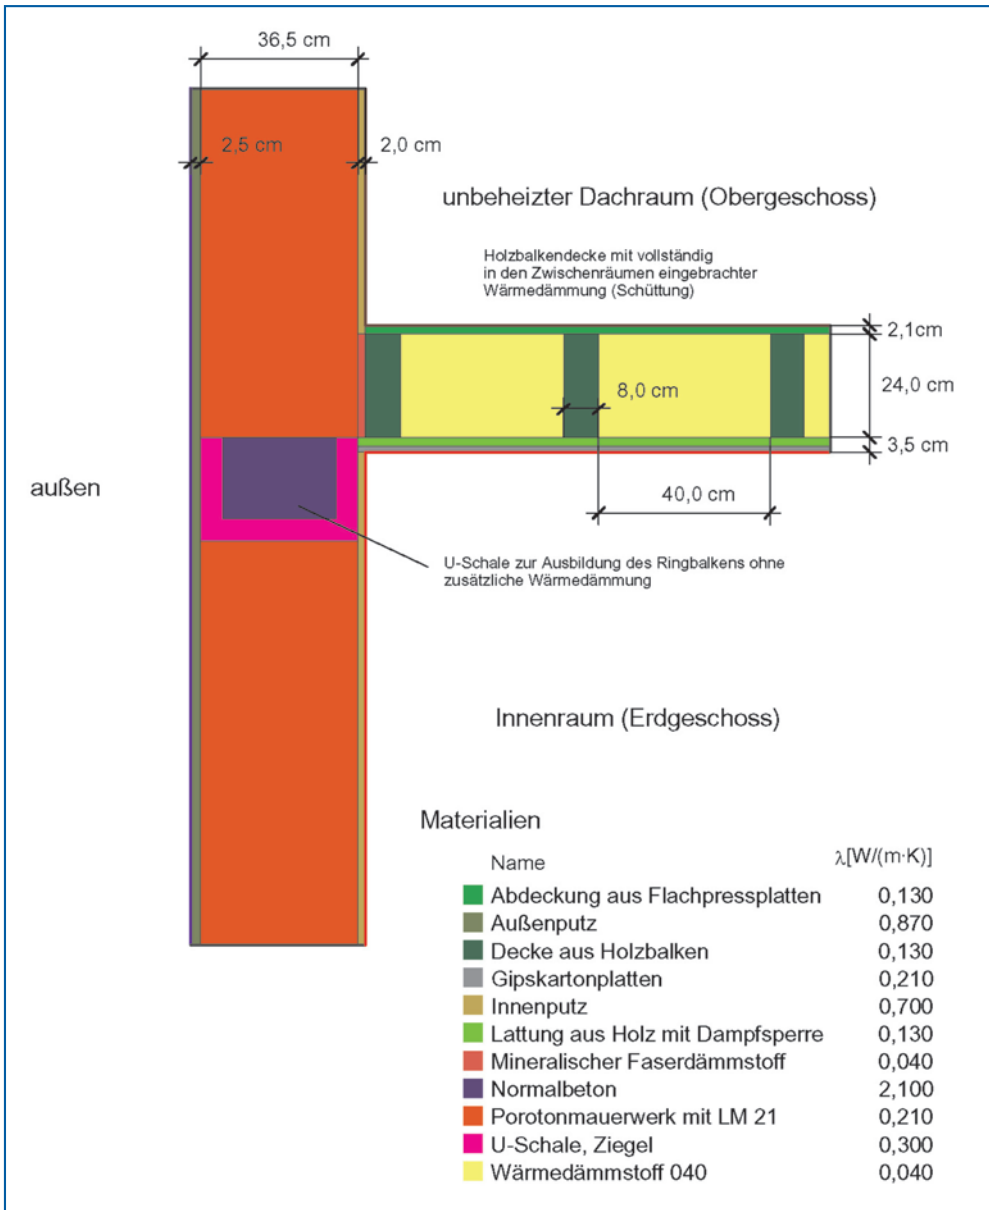 36,5 cm
2,5 cm
2,0 cm
unbeheizter Dachraum (Obergeschoss)
Holzbalkendecke mit vollständig
in den Zwischenräumen eingebrachter
Wärmedämmung (Schüttung)
2,1cm
8,0 cm
24,0 cm
3,5 cm
außen
40,0 cm
U-Schale zur Ausbildung des Ringbalkens ohne
zusätzliche Wärmedämmung
Innenraum (Erdgeschoss)
Materialien
Name λ[W/(m·K)]
Abdeckung aus Flachpressplatten 0,130
Außenputz 0,870
Decke aus Holzbalken 0,130
Gipskartonplatten 0,210
Innenputz 0,700
Lattung aus Holz mit Dampfsperre 0,130
Mineralischer Faserdämmstoff 0,040
Normalbeton 2,100
Porotonmauerwerk mit LM 21 0,210
U-Schale, Ziegel 0,300
Wärmedämmstoff 040 0,040